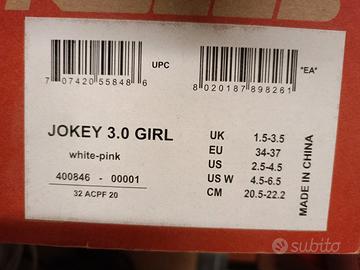 UPC
"EA"
7 07420 55848 6
8 020187 898261
JOKEY 3.0 GIRL
white-pink
400846 - 00001
32 ACPF 20
UK 1.5-3.5
EU 34-37
US 2.5-4.5
US W 4.5-6.5
CM 20.5-22.2
MADE IN CHINA
subito